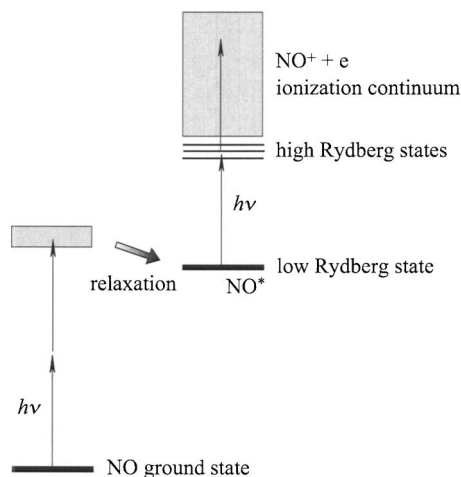 NO⁺ + e
ionization continuum
high Rydberg states
hν
low Rydberg state
NO*
relaxation
hν
NO ground state